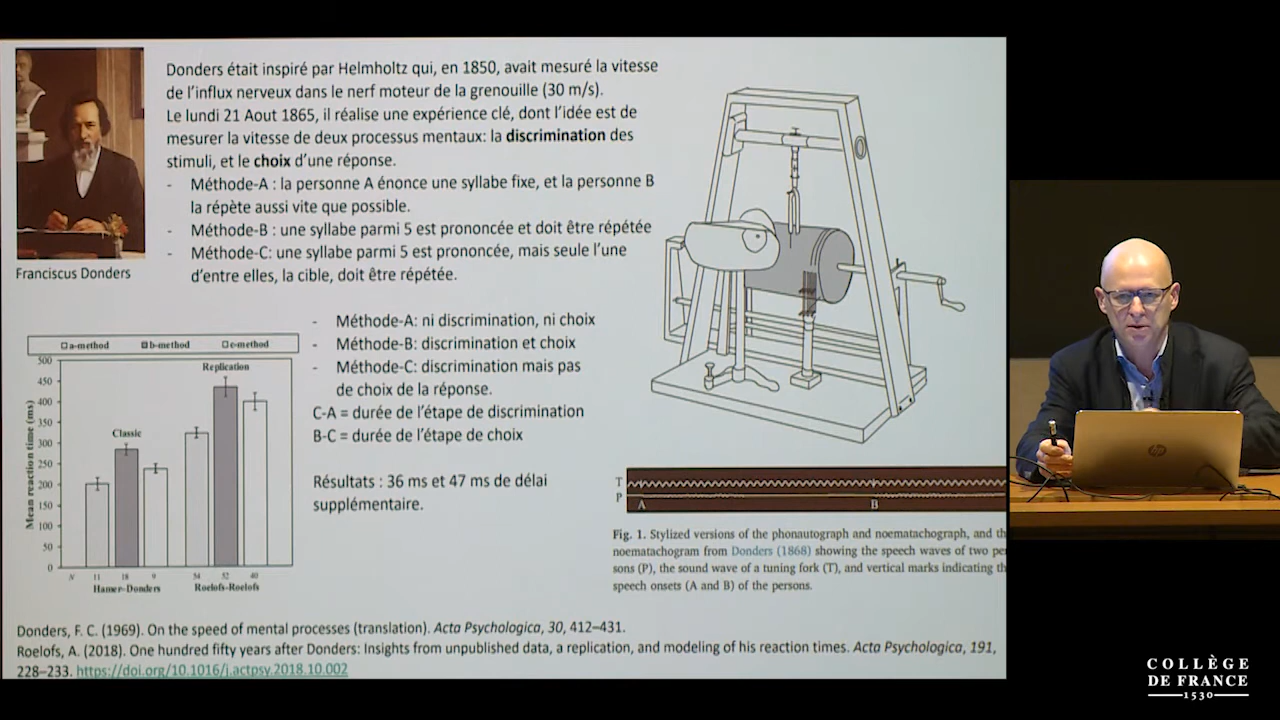 Donders était inspiré par Helmholtz qui, en 1850, avait mesuré la vitesse
de l'influx nerveux dans le nerf moteur de la grenouille (30 m/s).
Le lundi 21 Aout 1865, il réalise une expérience clé, dont l'idée est de
mesurer la vitesse de deux processus mentaux: la discrimination des
stimuli, et le choix d'une réponse.
- Méthode-A : la personne A énonce une syllabe fixe, et la personne B
la répète aussi vite que possible.
- Méthode-B : une syllabe parmi 5 est prononcée et doit être répétée
- Méthode-C: une syllabe parmi 5 est prononcée, mais seule l'une
d'entre elles, la cible, doit être répétée.
Franciscus Donders
- Méthode-A: ni discrimination, ni choix
- Méthode-B: discrimination et choix
- Méthode-C: discrimination mais pas
de choix de la réponse.
C-A = durée de l'étape de discrimination
B-C = durée de l'étape de choix
Résultats : 36 ms et 47 ms de délai
supplémentaire.
a-method b-method c-method
Mean reaction time (ms)
500
450
400
350
300
250
200
150
100
50
0
Classic
Replication
N 11 18 9 34 52 40
Hamer-Donders Roelofs-Roelofs
T
P
A B
Fig. 1. Stylized versions of the phonautograph and noematachograph, and th
noematachogram from Donders (1868) showing the speech waves of two per
sons (P), the sound wave of a tuning fork (T), and vertical marks indicating th
speech onsets (A and B) of the persons.
Donders, F. C. (1969). On the speed of mental processes (translation). Acta Psychologica, 30, 412–431.
Roelofs, A. (2018). One hundred fifty years after Donders: Insights from unpublished data, a replication, and modeling of his reaction times. Acta Psychologica, 191,
228–233. https://doi.org/10.1016/j.actpsy.2018.10.002
hp
COLLÈGE
DE FRANCE
1530